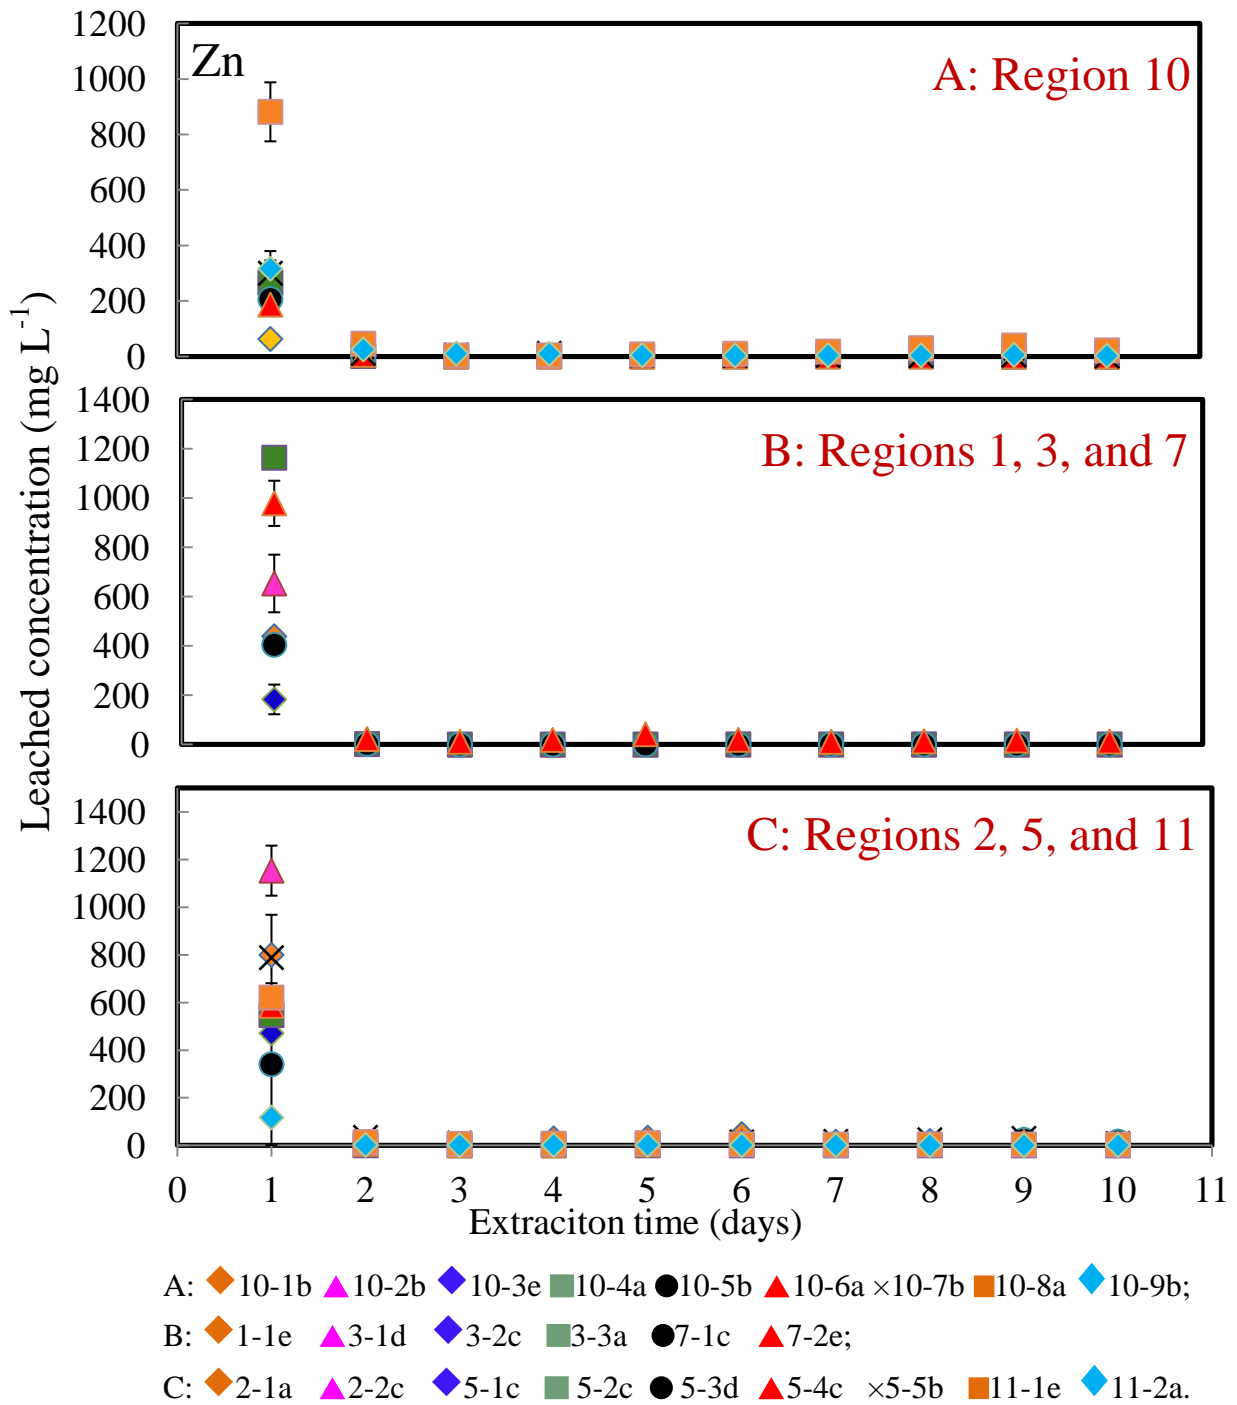 Leached concentration (mg L-1)
1200
1000
800
600
400
200
0
Zn
A: Region 10
1400
1200
1000
800
600
400
200
0
B: Regions 1, 3, and 7
1400
1200
1000
800
600
400
200
0
C: Regions 2, 5, and 11
0 1 2 3 4 5 6 7 8 9 10 11
Extraciton time (days)
A: 10-1b 10-2b 10-3e 10-4a 10-5b 10-6a ×10-7b 10-8a 10-9b;
B: 1-1e 3-1d 3-2c 3-3a 7-1c 7-2e;
C: 2-1a 2-2c 5-1c 5-2c 5-3d 5-4c ×5-5b 11-1e 11-2a.